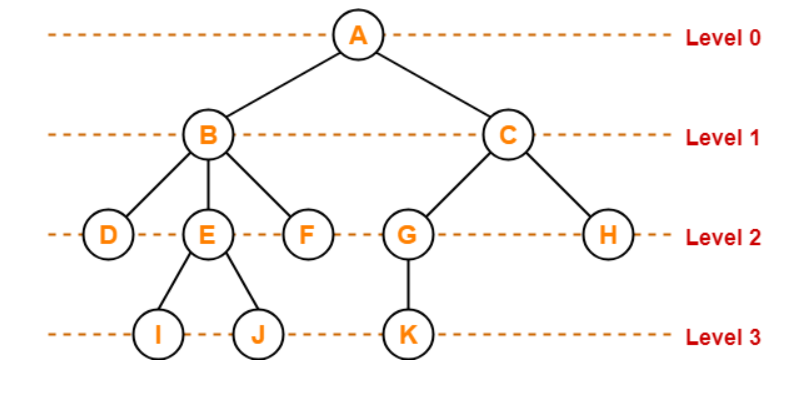 A Level 0
B C Level 1
D E F G H Level 2
I J K Level 3